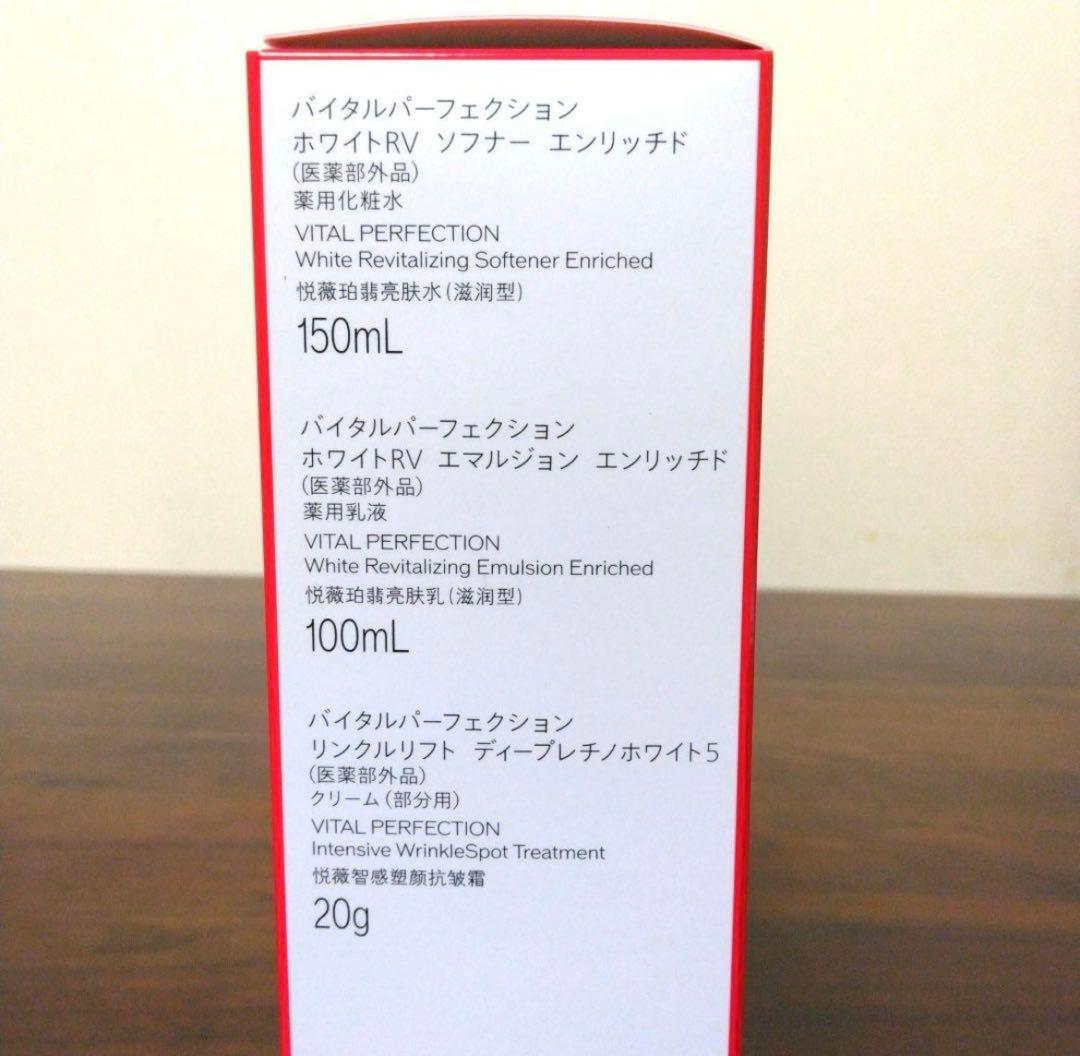 バイタルパーフェクション
ホワイトRV ソフナー エンリッチド
(医薬部外品)
薬用化粧水
VITAL PERFECTION
White Revitalizing Softener Enriched
悦薇珀翡亮肤水(滋润型)
150mL
バイタルパーフェクション
ホワイトRV エマルジョン エンリッチド
(医薬部外品)
薬用乳液
VITAL PERFECTION
White Revitalizing Emulsion Enriched
悦薇珀翡亮肤乳(滋润型)
100mL
バイタルパーフェクション
リンクルリフト ディープレチノホワイト5
(医薬部外品)
クリーム(部分用)
VITAL PERFECTION
Intensive WrinkleSpot Treatment
悦薇智感塑颜抗皱霜
20g